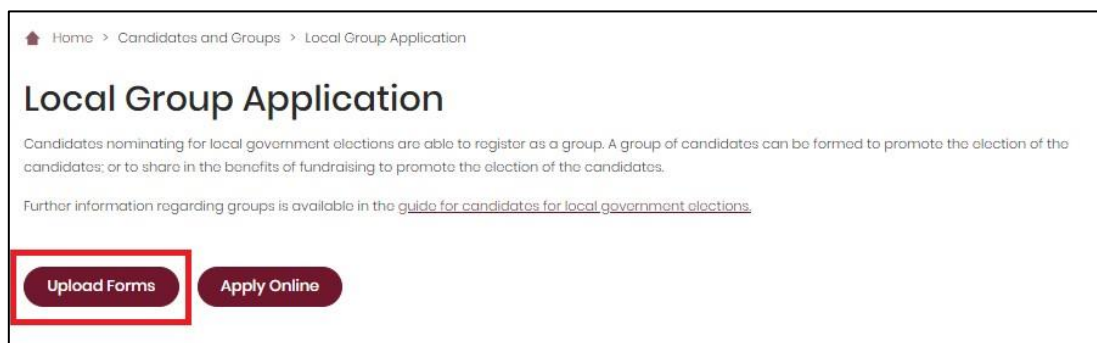 Home > Candidates and Groups > Local Group Application
Local Group Application
Candidates nominating for local government elections are able to register as a group. A group of candidates can be formed to promote the election of the
candidates; or to share in the benefits of fundraising to promote the election of the candidates.
Further information regarding groups is available in the guide for candidates for local government elections.
Upload Forms Apply Online